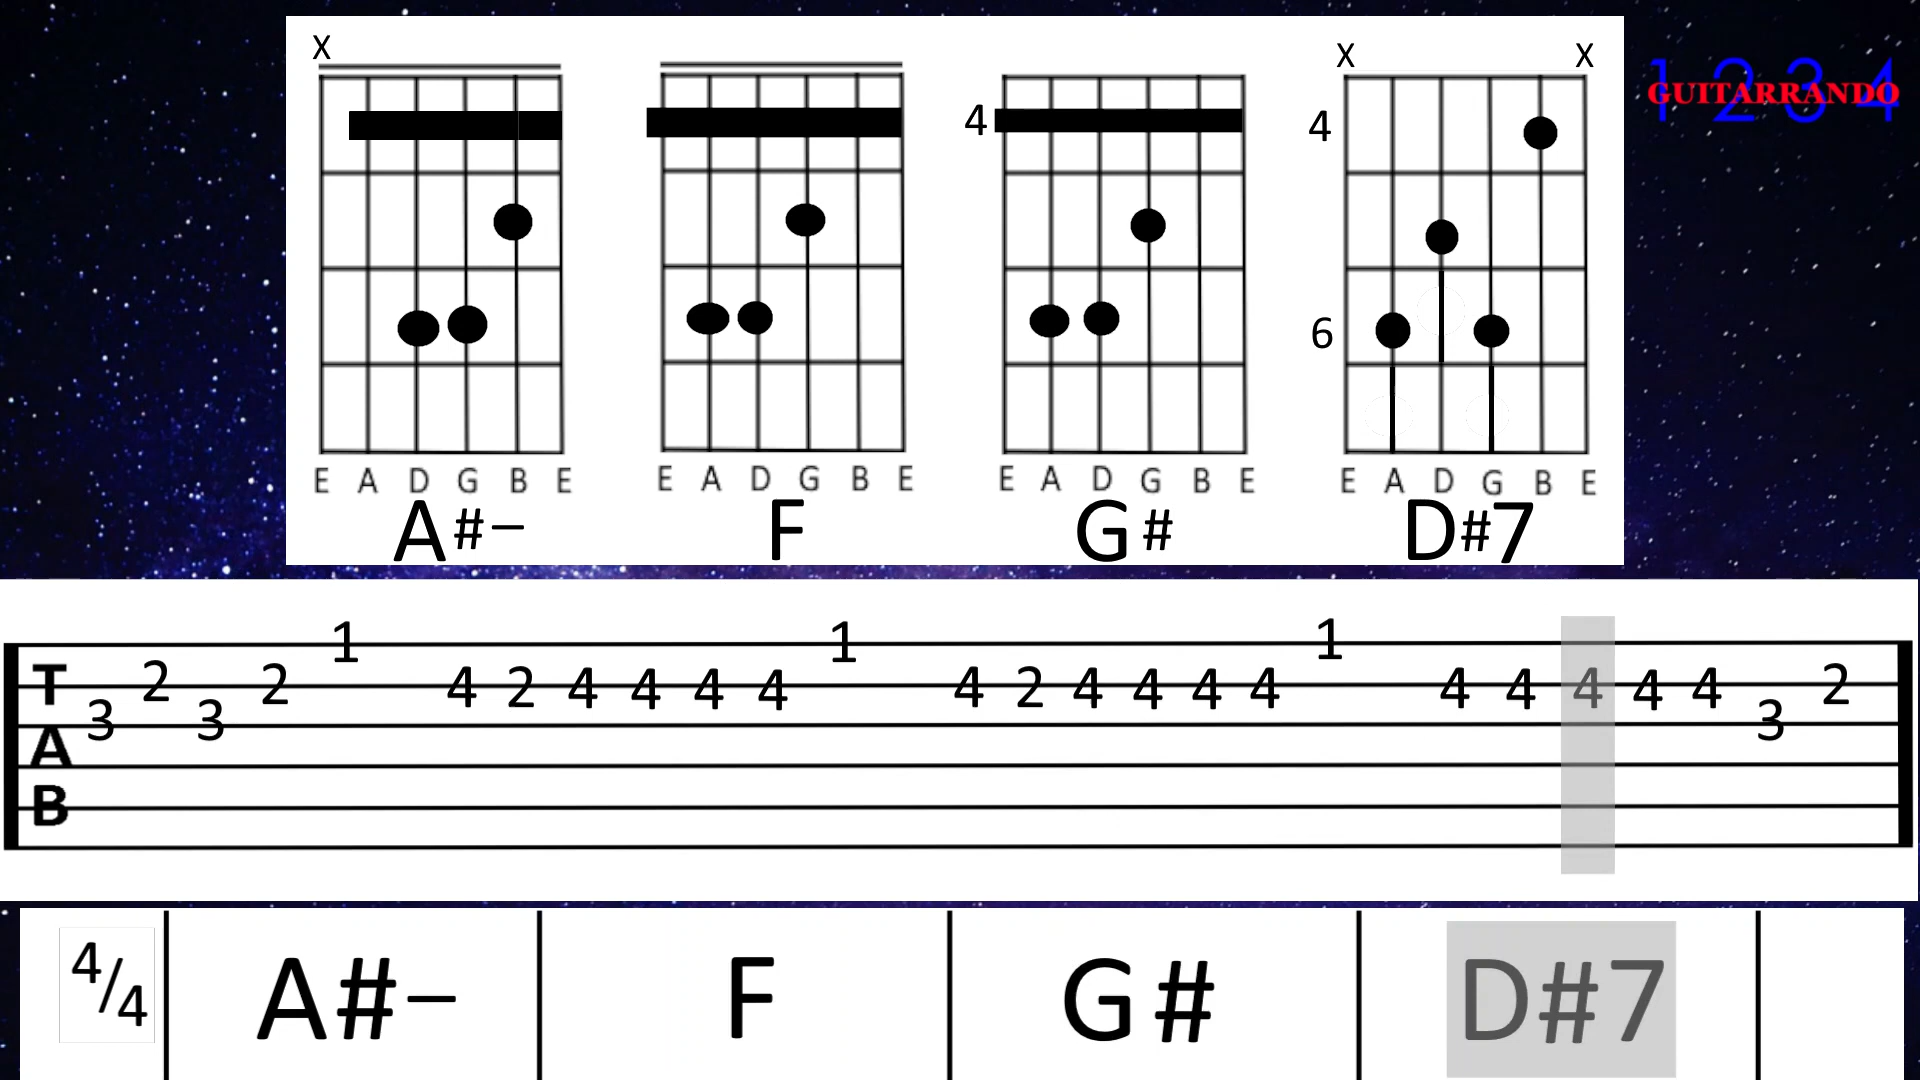 X X X
1 2 3 4
GUITARRANDO
4 4
6
E A D G B E E A D G B E E A D G B E E A D G B E
A#− F G# D#7
1 1 1
T 2 2 4 2 4 4 4 4 4 2 4 4 4 4 4 4 4 4 4 2
3 3 3
A
B
4/4 A#− F G# D#7